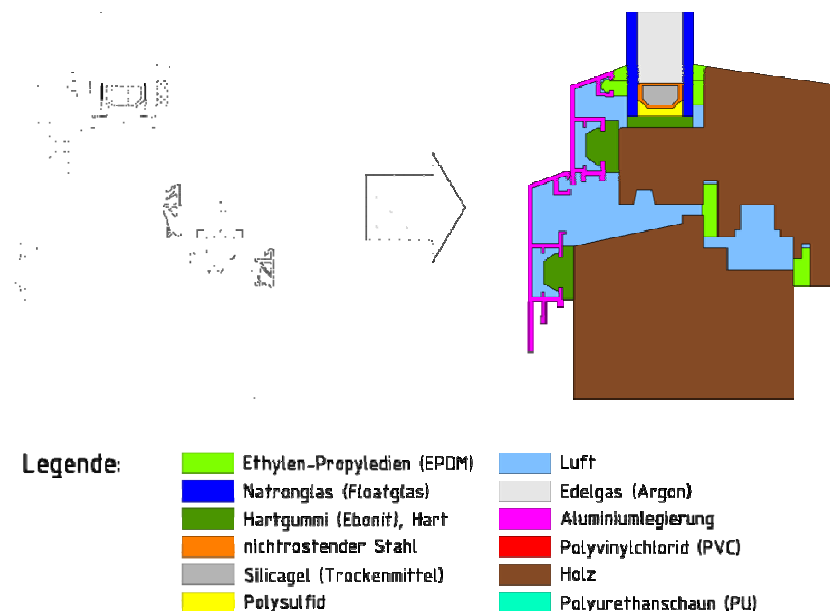 Legende:
Ethylen-Propyledien (EPDM)
Natronglas (Floatglas)
Hartgummi (Ebonit), Hart
nichtrostender Stahl
Silicagel (Trockenmittel)
Polysulfid
Luft
Edelgas (Argon)
Aluminiumlegierung
Polyvinylchlorid (PVC)
Holz
Polyurethanschaun (PU)